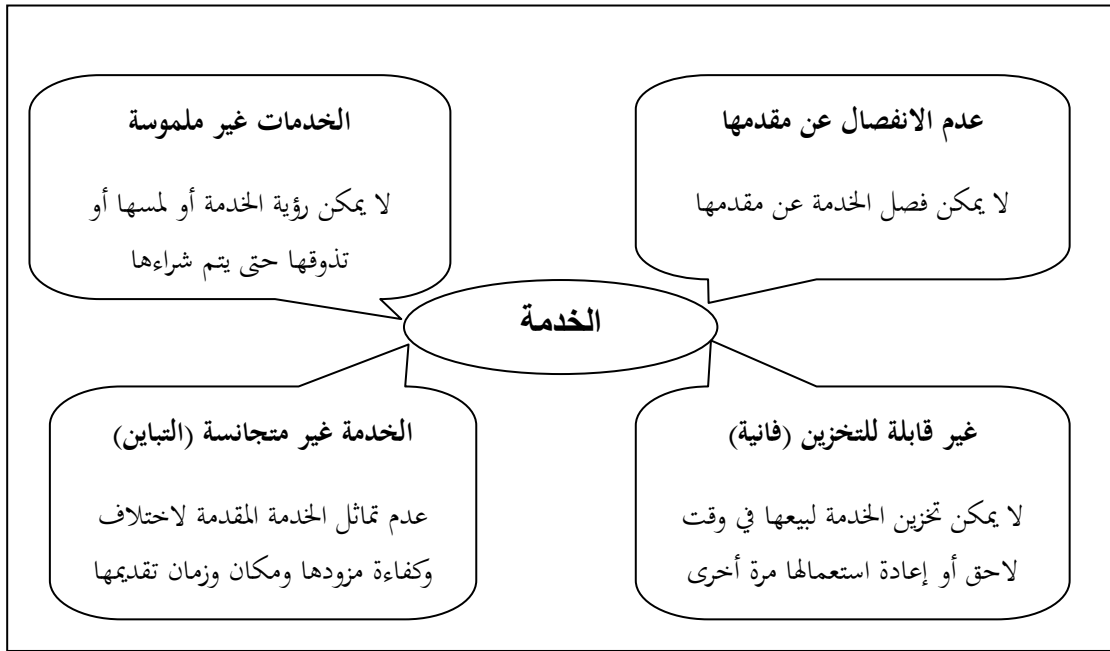 عدم الانفصال عن مقدمها
لا يمكن فصل الخدمة عن مقدمها
الخدمات غير ملموسة
لا يمكن رؤية الخدمة أو لمسها أو
تذوقها حتى يتم شراءها
الخدمة
غير قابلة للتخزين (فانية)
لا يمكن تخزين الخدمة لبيعها في وقت
لاحق أو إعادة استعمالها مرة أخرى
الخدمة غير متجانسة (التباين)
عدم تماثل الخدمة المقدمة لاختلاف
وكفاءة مزودها ومكان وزمان تقديمها